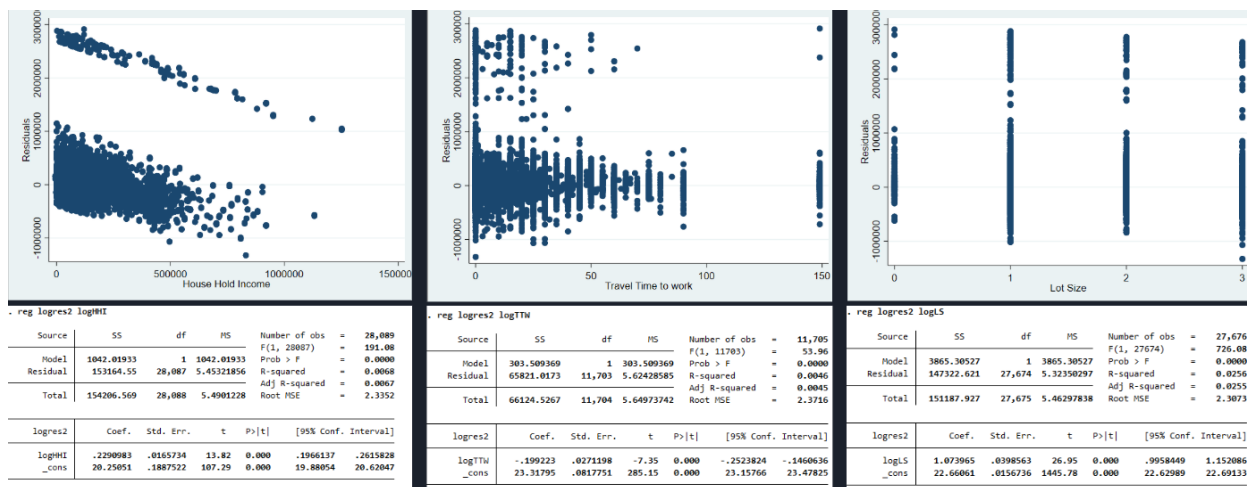 Residuals
-1000000 0 1000000 2000000 3000000
0 500000 1000000 150000
House Hold Income
. reg logres2 logHHI
Source SS df MS Number of obs = 28,089
F(1, 28087) = 191.08
Model 1042.01933 1 1042.01933 Prob > F = 0.0000
Residual 153164.55 28,087 5.45321856 R-squared = 0.0068
Adj R-squared = 0.0067
Total 154206.569 28,088 5.4901228 Root MSE = 2.3352
logres2 Coef. Std. Err. t P>|t| [95% Conf. Interval]
logHHI .2290983 .0165734 13.82 0.000 .1966137 .2615828
_cons 20.25051 .1887522 107.29 0.000 19.88054 20.62047
Residuals
-1000000 0 1000000 2000000 3000000
0 50 100 150
Travel Time to work
. reg logres2 logTTW
Source SS df MS Number of obs = 11,705
F(1, 11703) = 53.96
Model 303.509369 1 303.509369 Prob > F = 0.0000
Residual 65821.0173 11,703 5.62428585 R-squared = 0.0046
Adj R-squared = 0.0045
Total 66124.5267 11,704 5.64973742 Root MSE = 2.3716
logres2 Coef. Std. Err. t P>|t| [95% Conf. Interval]
logTTW -.199223 .0271198 -7.35 0.000 -.2523824 -.1460636
_cons 23.31795 .0817751 285.15 0.000 23.15766 23.47825
Residuals
-1000000 0 1000000 2000000 3000000
0 1 2 3
Lot Size
. reg logres2 logLS
Source SS df MS Number of obs = 27,676
F(1, 27674) = 726.08
Model 3865.30527 1 3865.30527 Prob > F = 0.0000
Residual 147322.621 27,674 5.32350297 R-squared = 0.0256
Adj R-squared = 0.0255
Total 151187.927 27,675 5.46297838 Root MSE = 2.3073
logres2 Coef. Std. Err. t P>|t| [95% Conf. Interval]
logLS 1.073965 .0398563 26.95 0.000 .9958449 1.152086
_cons 22.66061 .0156736 1445.78 0.000 22.62989 22.69133